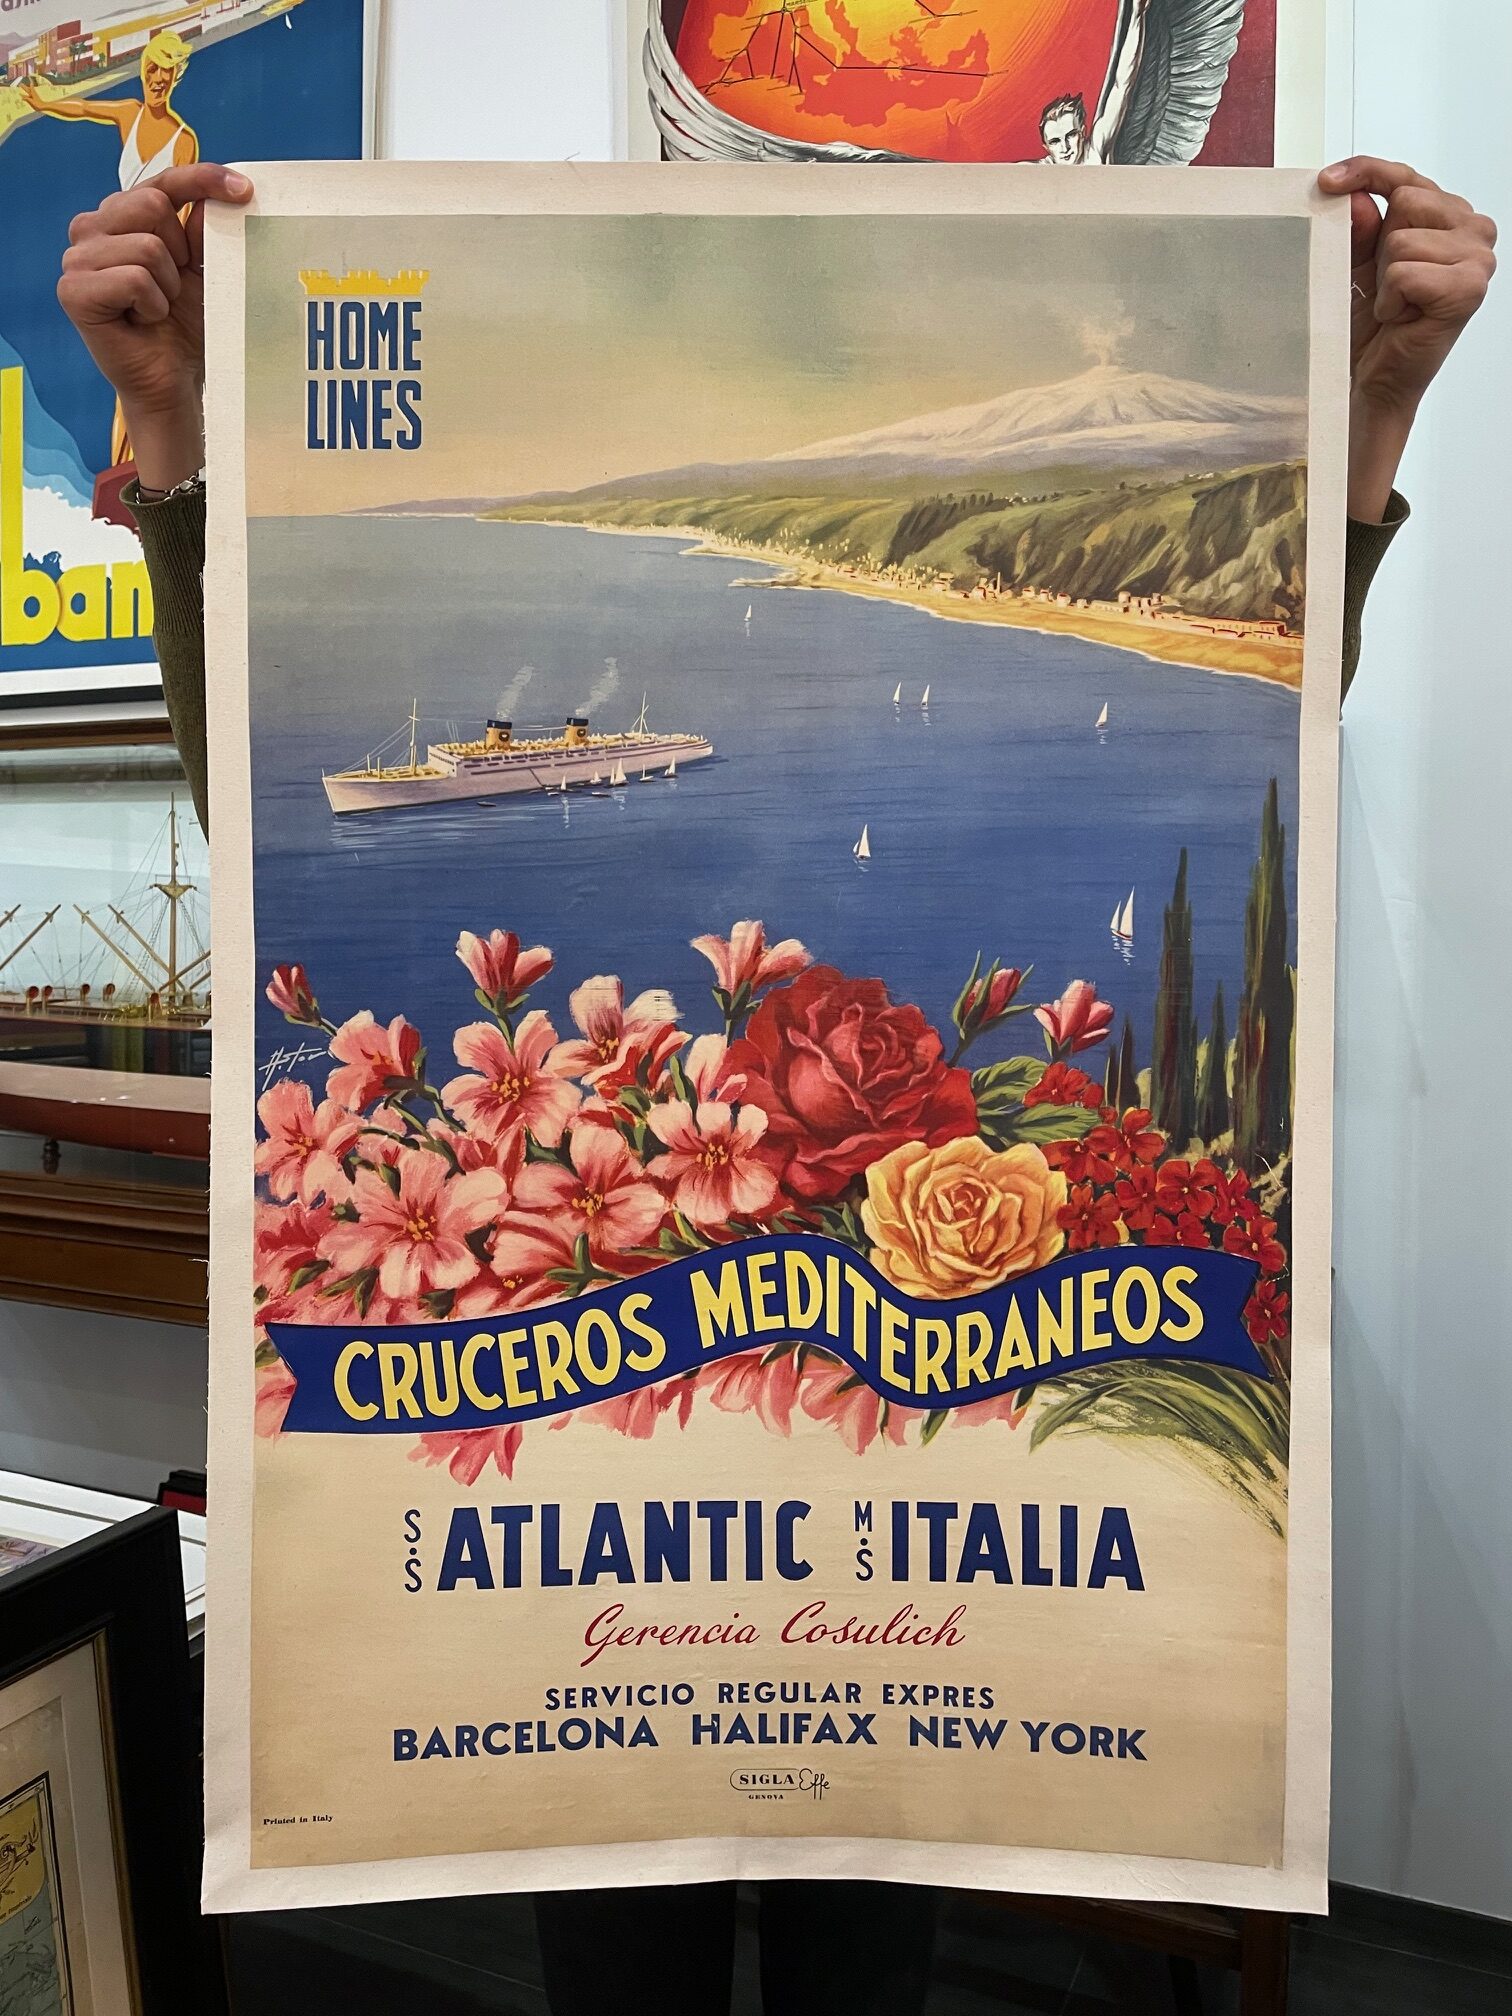 ban
HOME
LINES
CRUCEROS MEDITERRANEOS
S.S ATLANTIC M.S ITALIA
Gerencia Cosulich
SERVICIO REGULAR EXPRES
BARCELONA HALIFAX NEW YORK
SIGLA Effe
GENOVA
Printed in Italy